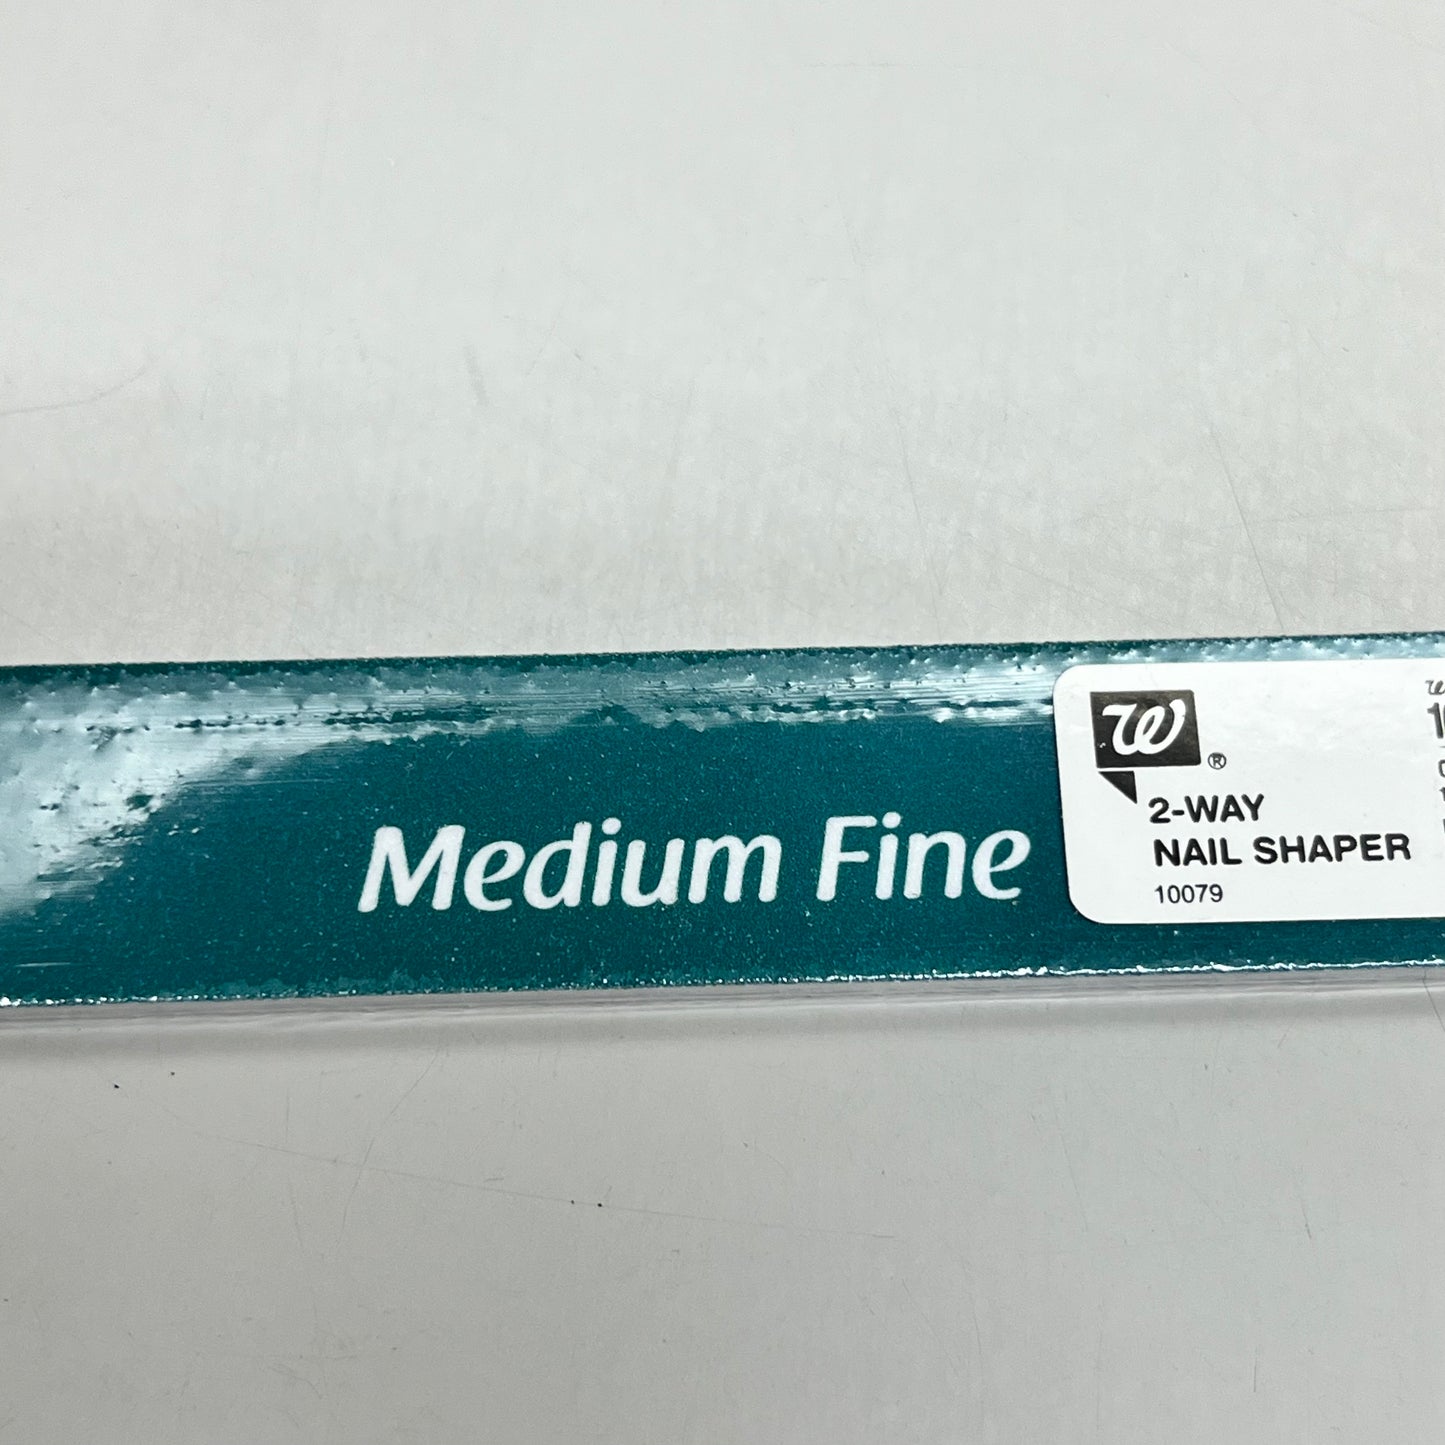 Medium Fine
W®
2-WAY
NAIL SHAPER
10079